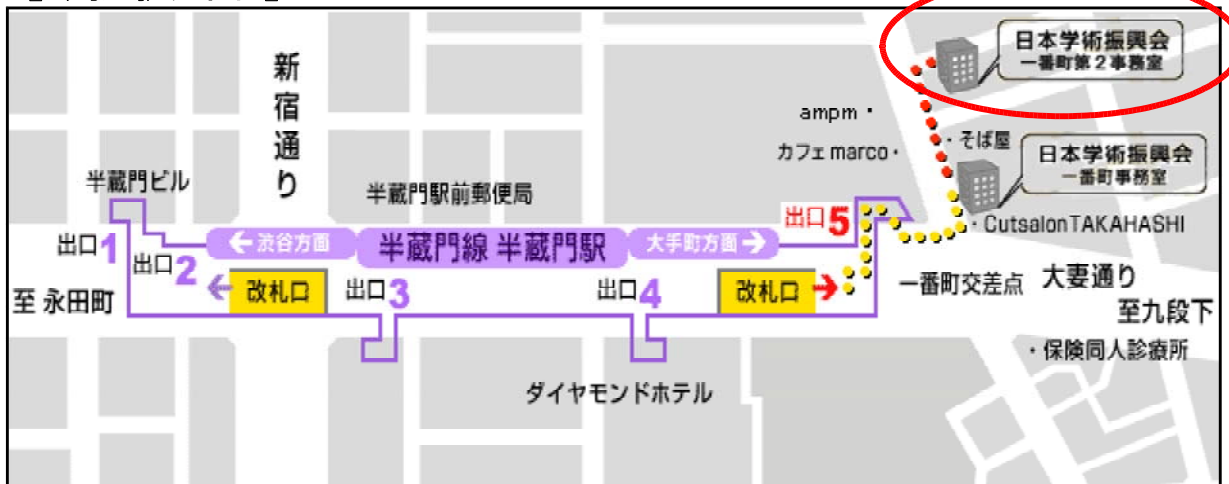 日本学術振興会
一番町第2事務室
新宿通り
ampm・
カフェ marco・
・そば屋
日本学術振興会
一番町事務室
半蔵門ビル
半蔵門駅前郵便局
出口5
・CutsalonTAKAHASHI
出口1
←渋谷方面
半蔵門線 半蔵門駅
大手町方面→
出口2
←
改札口
出口3
出口4
改札口
→
一番町交差点
大妻通り
至 永田町
至九段下
・保険同人診療所
ダイヤモンドホテル